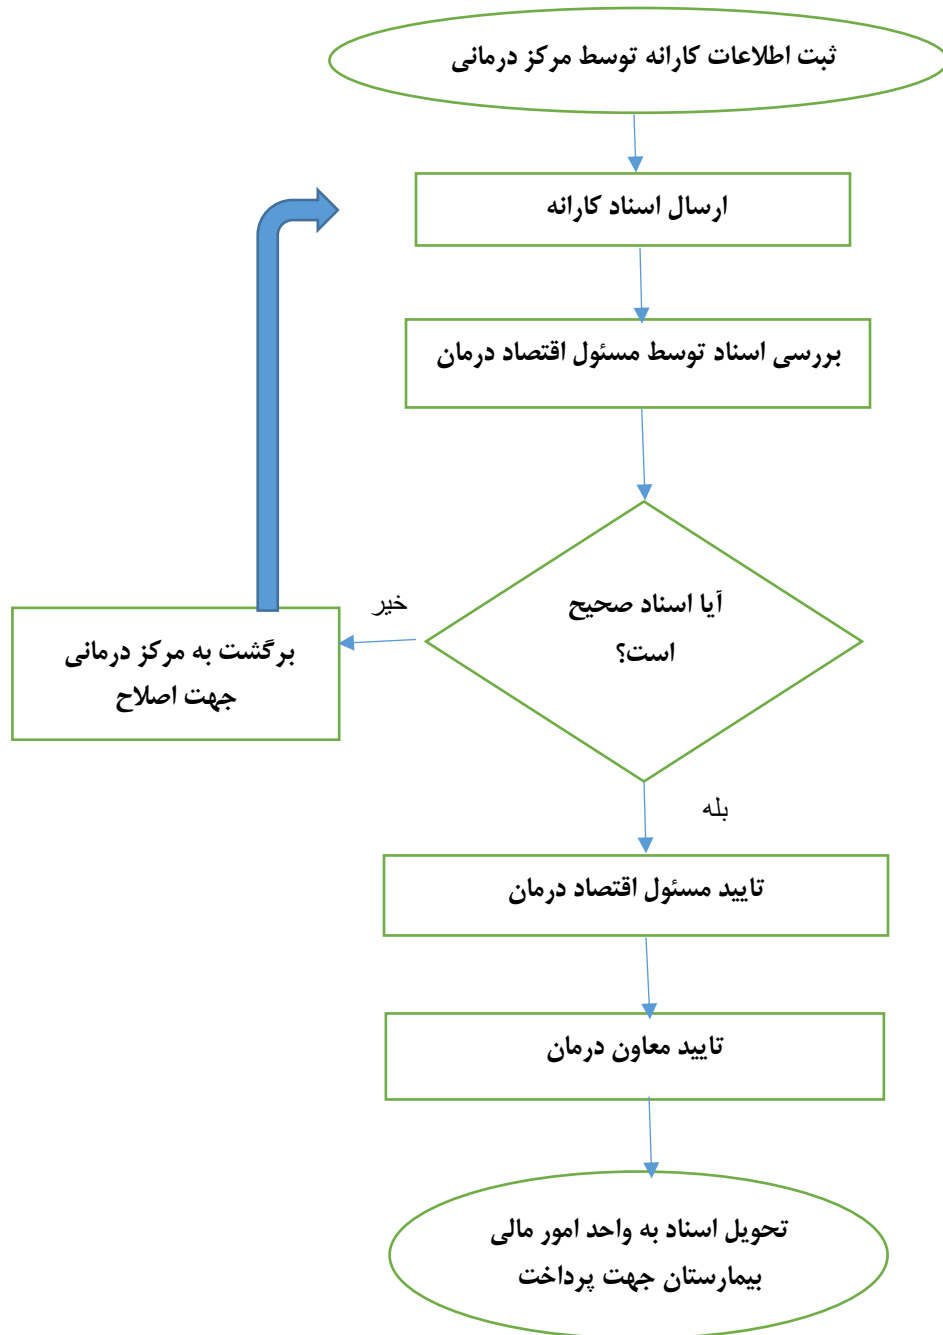 ثبت اطلاعات کارانه توسط مرکز درمانی
ارسال اسناد کارانه
بررسی اسناد توسط مسئول اقتصاد درمان
آیا اسناد صحیح
است؟
خیر
برگشت به مرکز درمانی
جهت اصلاح
بله
تایید مسئول اقتصاد درمان
تایید معاون درمان
تحویل اسناد به واحد امور مالی
بیمارستان جهت پرداخت